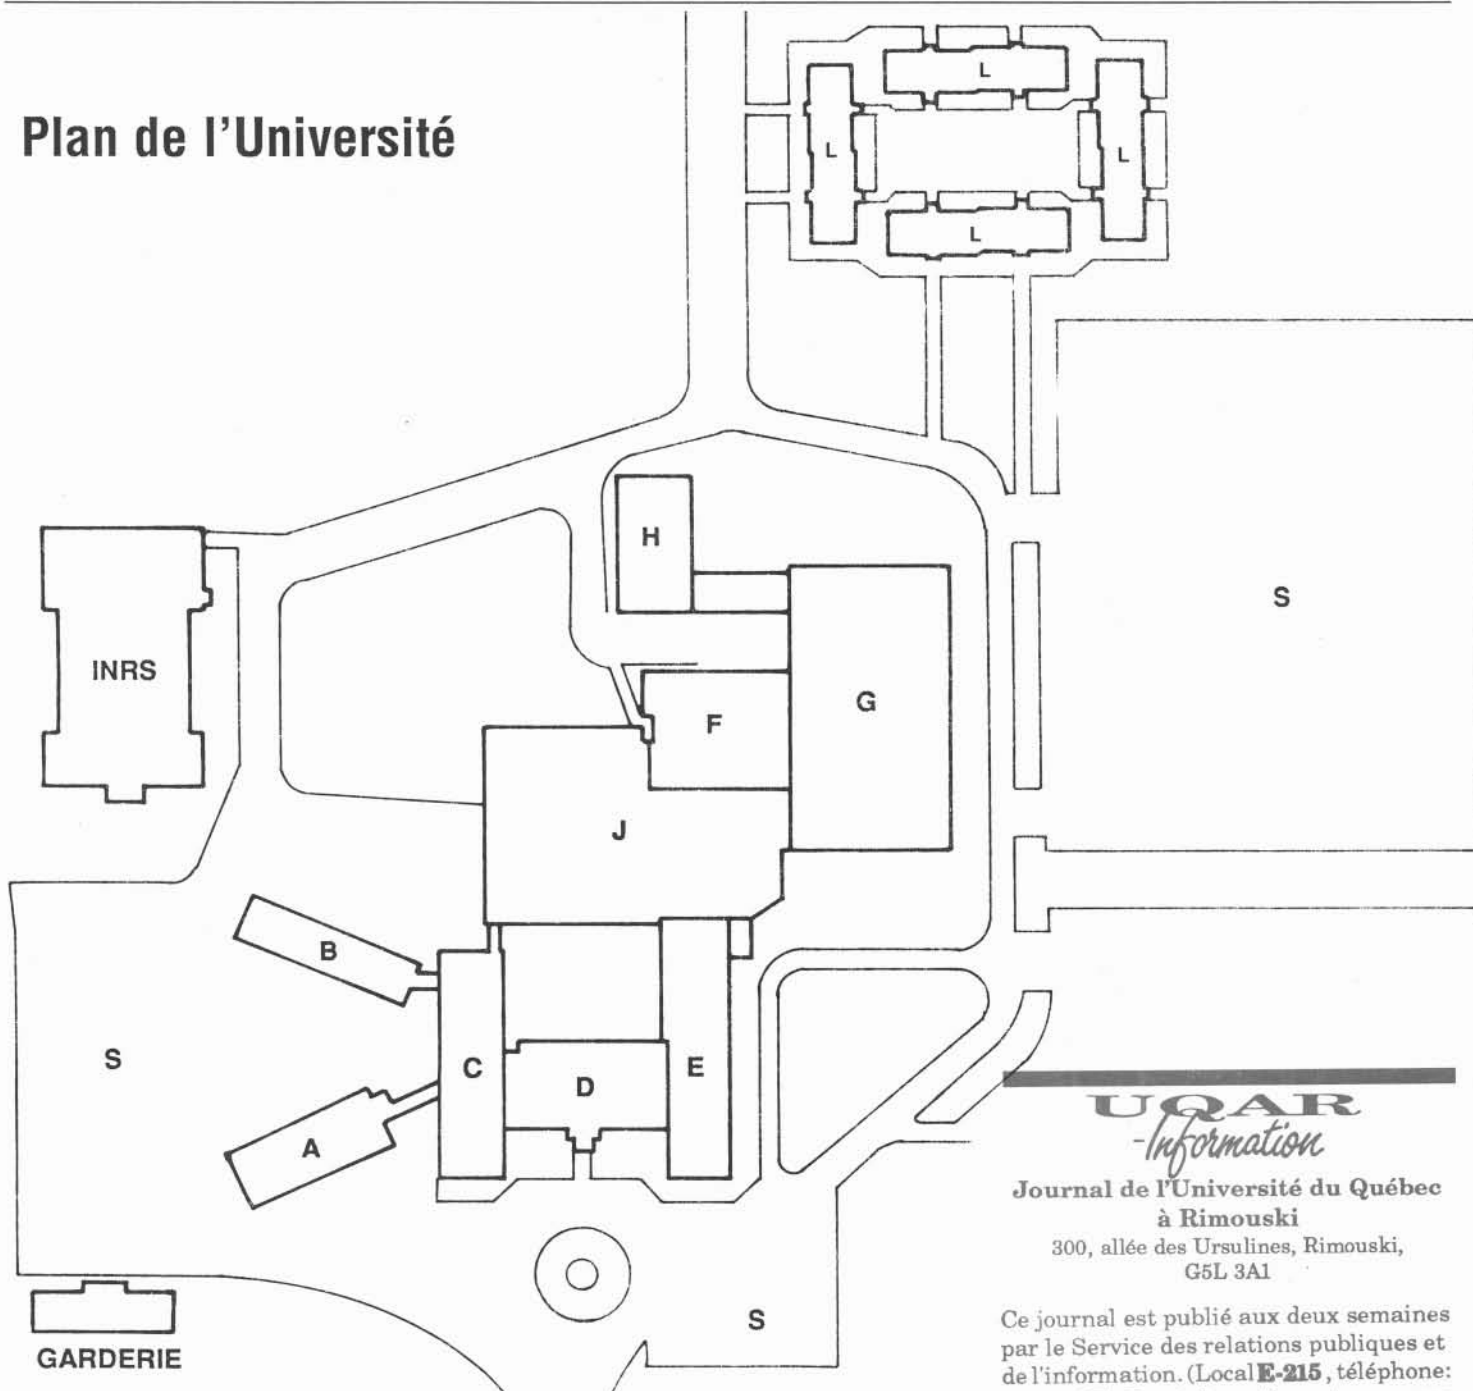 Plan de l'Université
L
L
L
L
H
S
INRS
G
F
J
B
S
C
E
D
A
UQAR
-Information
Journal de l'Université du Québec
à Rimouski
300, allée des Ursulines, Rimouski,
G5L 3A1
S
Ce journal est publié aux deux semaines
par le Service des relations publiques et
de l'information. (Local E-215, téléphone:
GARDERIE